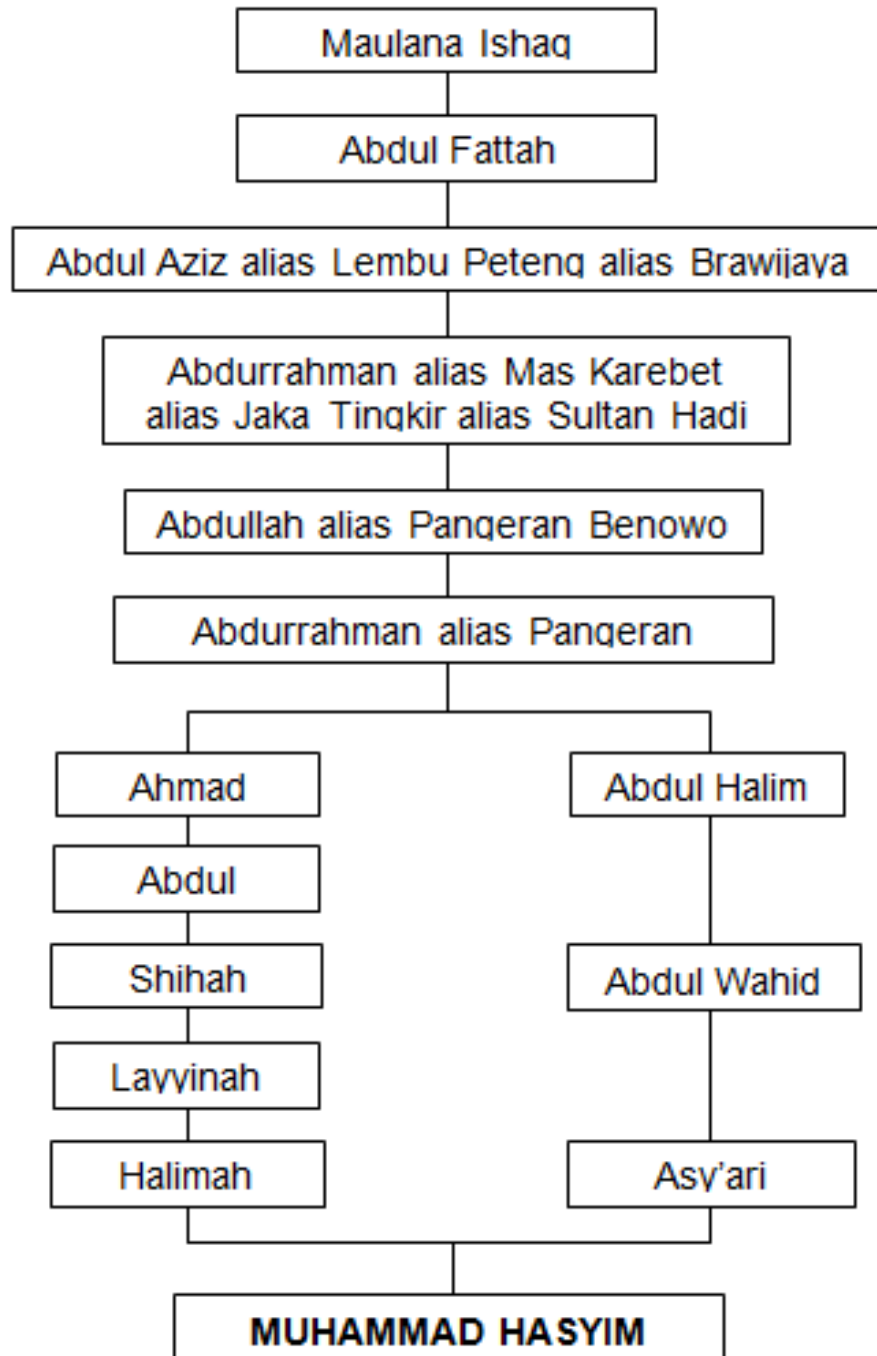 Maulana Ishaq
Abdul Fattah
Abdul Aziz alias Lembu Peteng alias Brawijaya
Abdurrahman alias Mas Karebet
alias Jaka Tingkir alias Sultan Hadi
Abdullah alias Pangeran Benowo
Abdurrahman alias Pangeran
Ahmad
Abdul Halim
Abdul
Shihah
Abdul Wahid
Layyinah
Halimah
Asy'ari
MUHAMMAD HASYIM